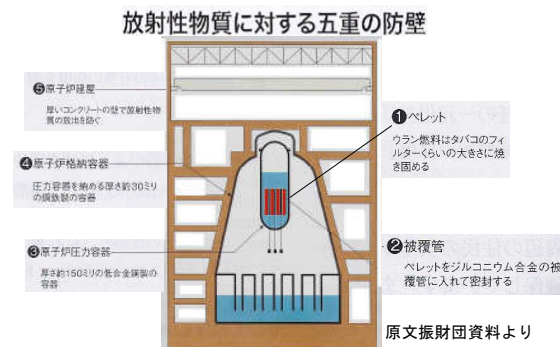 放射性物質に対する五重の防壁
❺原子炉建屋
厚いコンクリートの壁で放射性物
質の放出を防ぐ
❶ペレット
ウラン燃料はタバコのフィ
ルターくらいの大きさに焼
き固める
❹原子炉格納容器
圧力容器を納める厚さ約30ミリ
の鋼鉄製の容器
❸原子炉圧力容器
厚さ約150ミリの低合金鋼製の
容器
❷被覆管
ペレットをジルコニウム合金の被
覆管に入れて密封する
原文振財団資料より